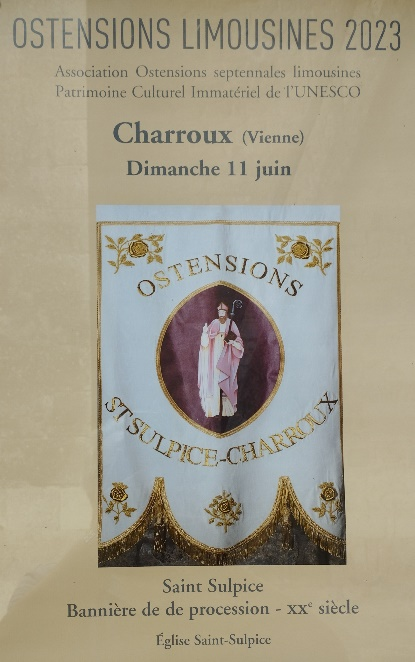 OSTENSIONS LIMOUSINES 2023
Association Ostensions septennales limousines
Patrimoine Culturel Immatériel de l'UNESCO
Charroux (Vienne)
Dimanche 11 juin
OSTENSIONS
ST SULPICE-CHARROUX
Saint Sulpice
Bannière de de procession - XXe siècle
Église Saint-Sulpice